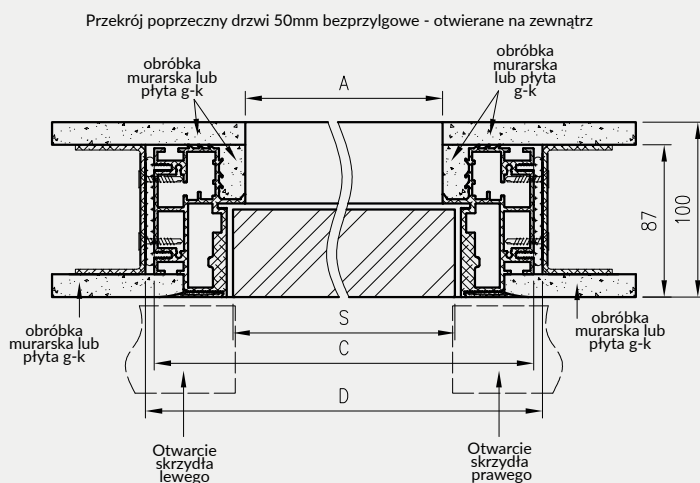 Przekrój poprzeczny drzwi 50mm bezprzylgowe - otwierane na zewnątrz
obróbka
murarska lub
płyta g-k
A
obróbka
murarska
lub płyta
g-k
87
100
obróbka
murarska lub
płyta g-k
S
C
D
obróbka
murarska lub
płyta g-k
Otwarcie
skrzydła
lewego
Otwarcie
skrzydła
prawego